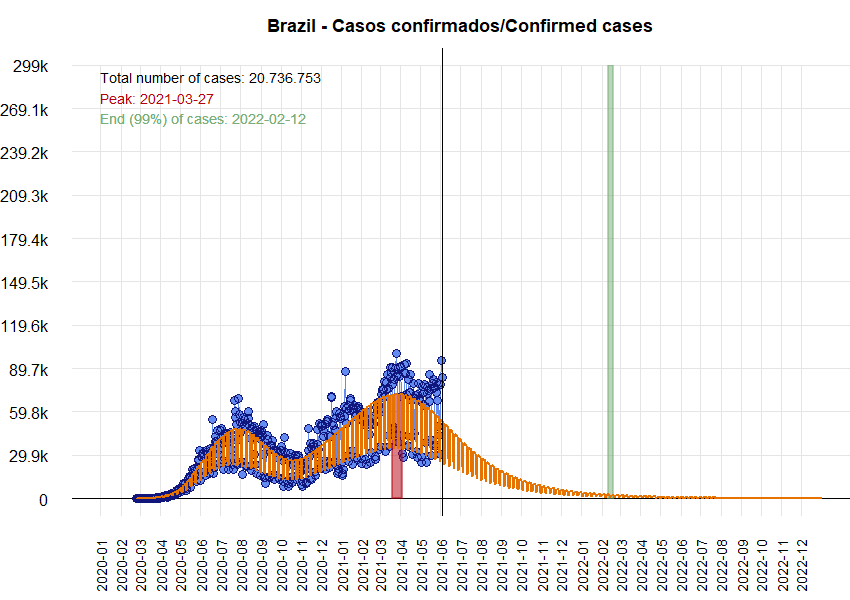 Brazil - Casos confirmados/Confirmed cases
299k
Total number of cases: 20.736.753
Peak: 2021-03-27
End (99%) of cases: 2022-02-12
269.1k
239.2k
209.3k
179.4k
149.5k
119.6k
89.7k
59.8k
29.9k
0
2020-01
2020-02
2020-03
2020-04
2020-05
2020-06
2020-07
2020-08
2020-09
2020-10
2020-11
2020-12
2021-01
2021-02
2021-03
2021-04
2021-05
2021-06
2021-07
2021-08
2021-09
2021-10
2021-11
2021-12
2022-01
2022-02
2022-03
2022-04
2022-05
2022-06
2022-07
2022-08
2022-09
2022-10
2022-11
2022-12